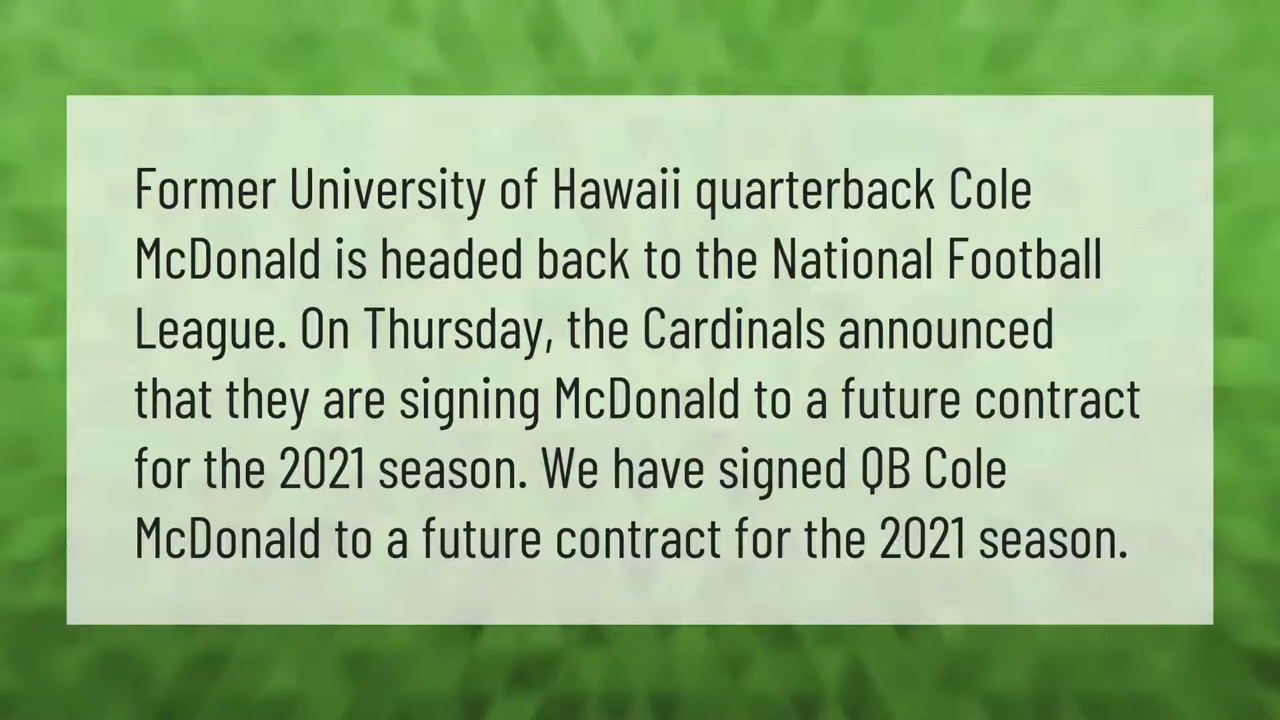 Former University of Hawaii quarterback Cole
McDonald is headed back to the National Football
League. On Thursday, the Cardinals announced
that they are signing McDonald to a future contract
for the 2021 season. We have signed QB Cole
McDonald to a future contract for the 2021 season.